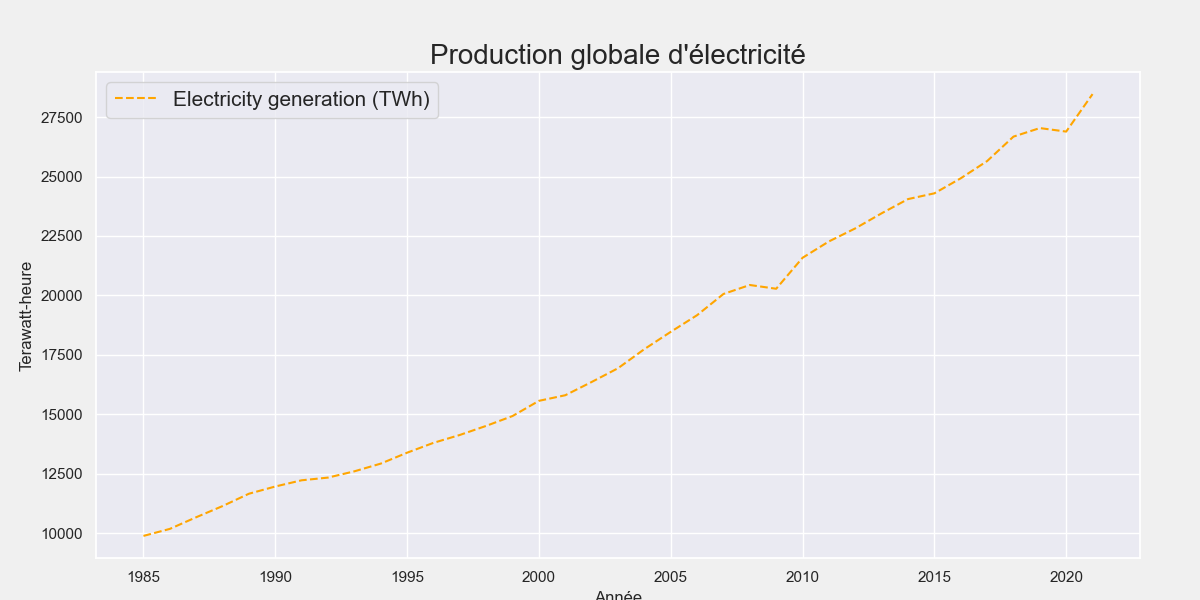 Production globale d'électricité
Electricity generation (TWh)
27500
25000
22500
20000
17500
15000
12500
10000
Terawatt-heure
1985 1990 1995 2000 2005 2010 2015 2020
Année